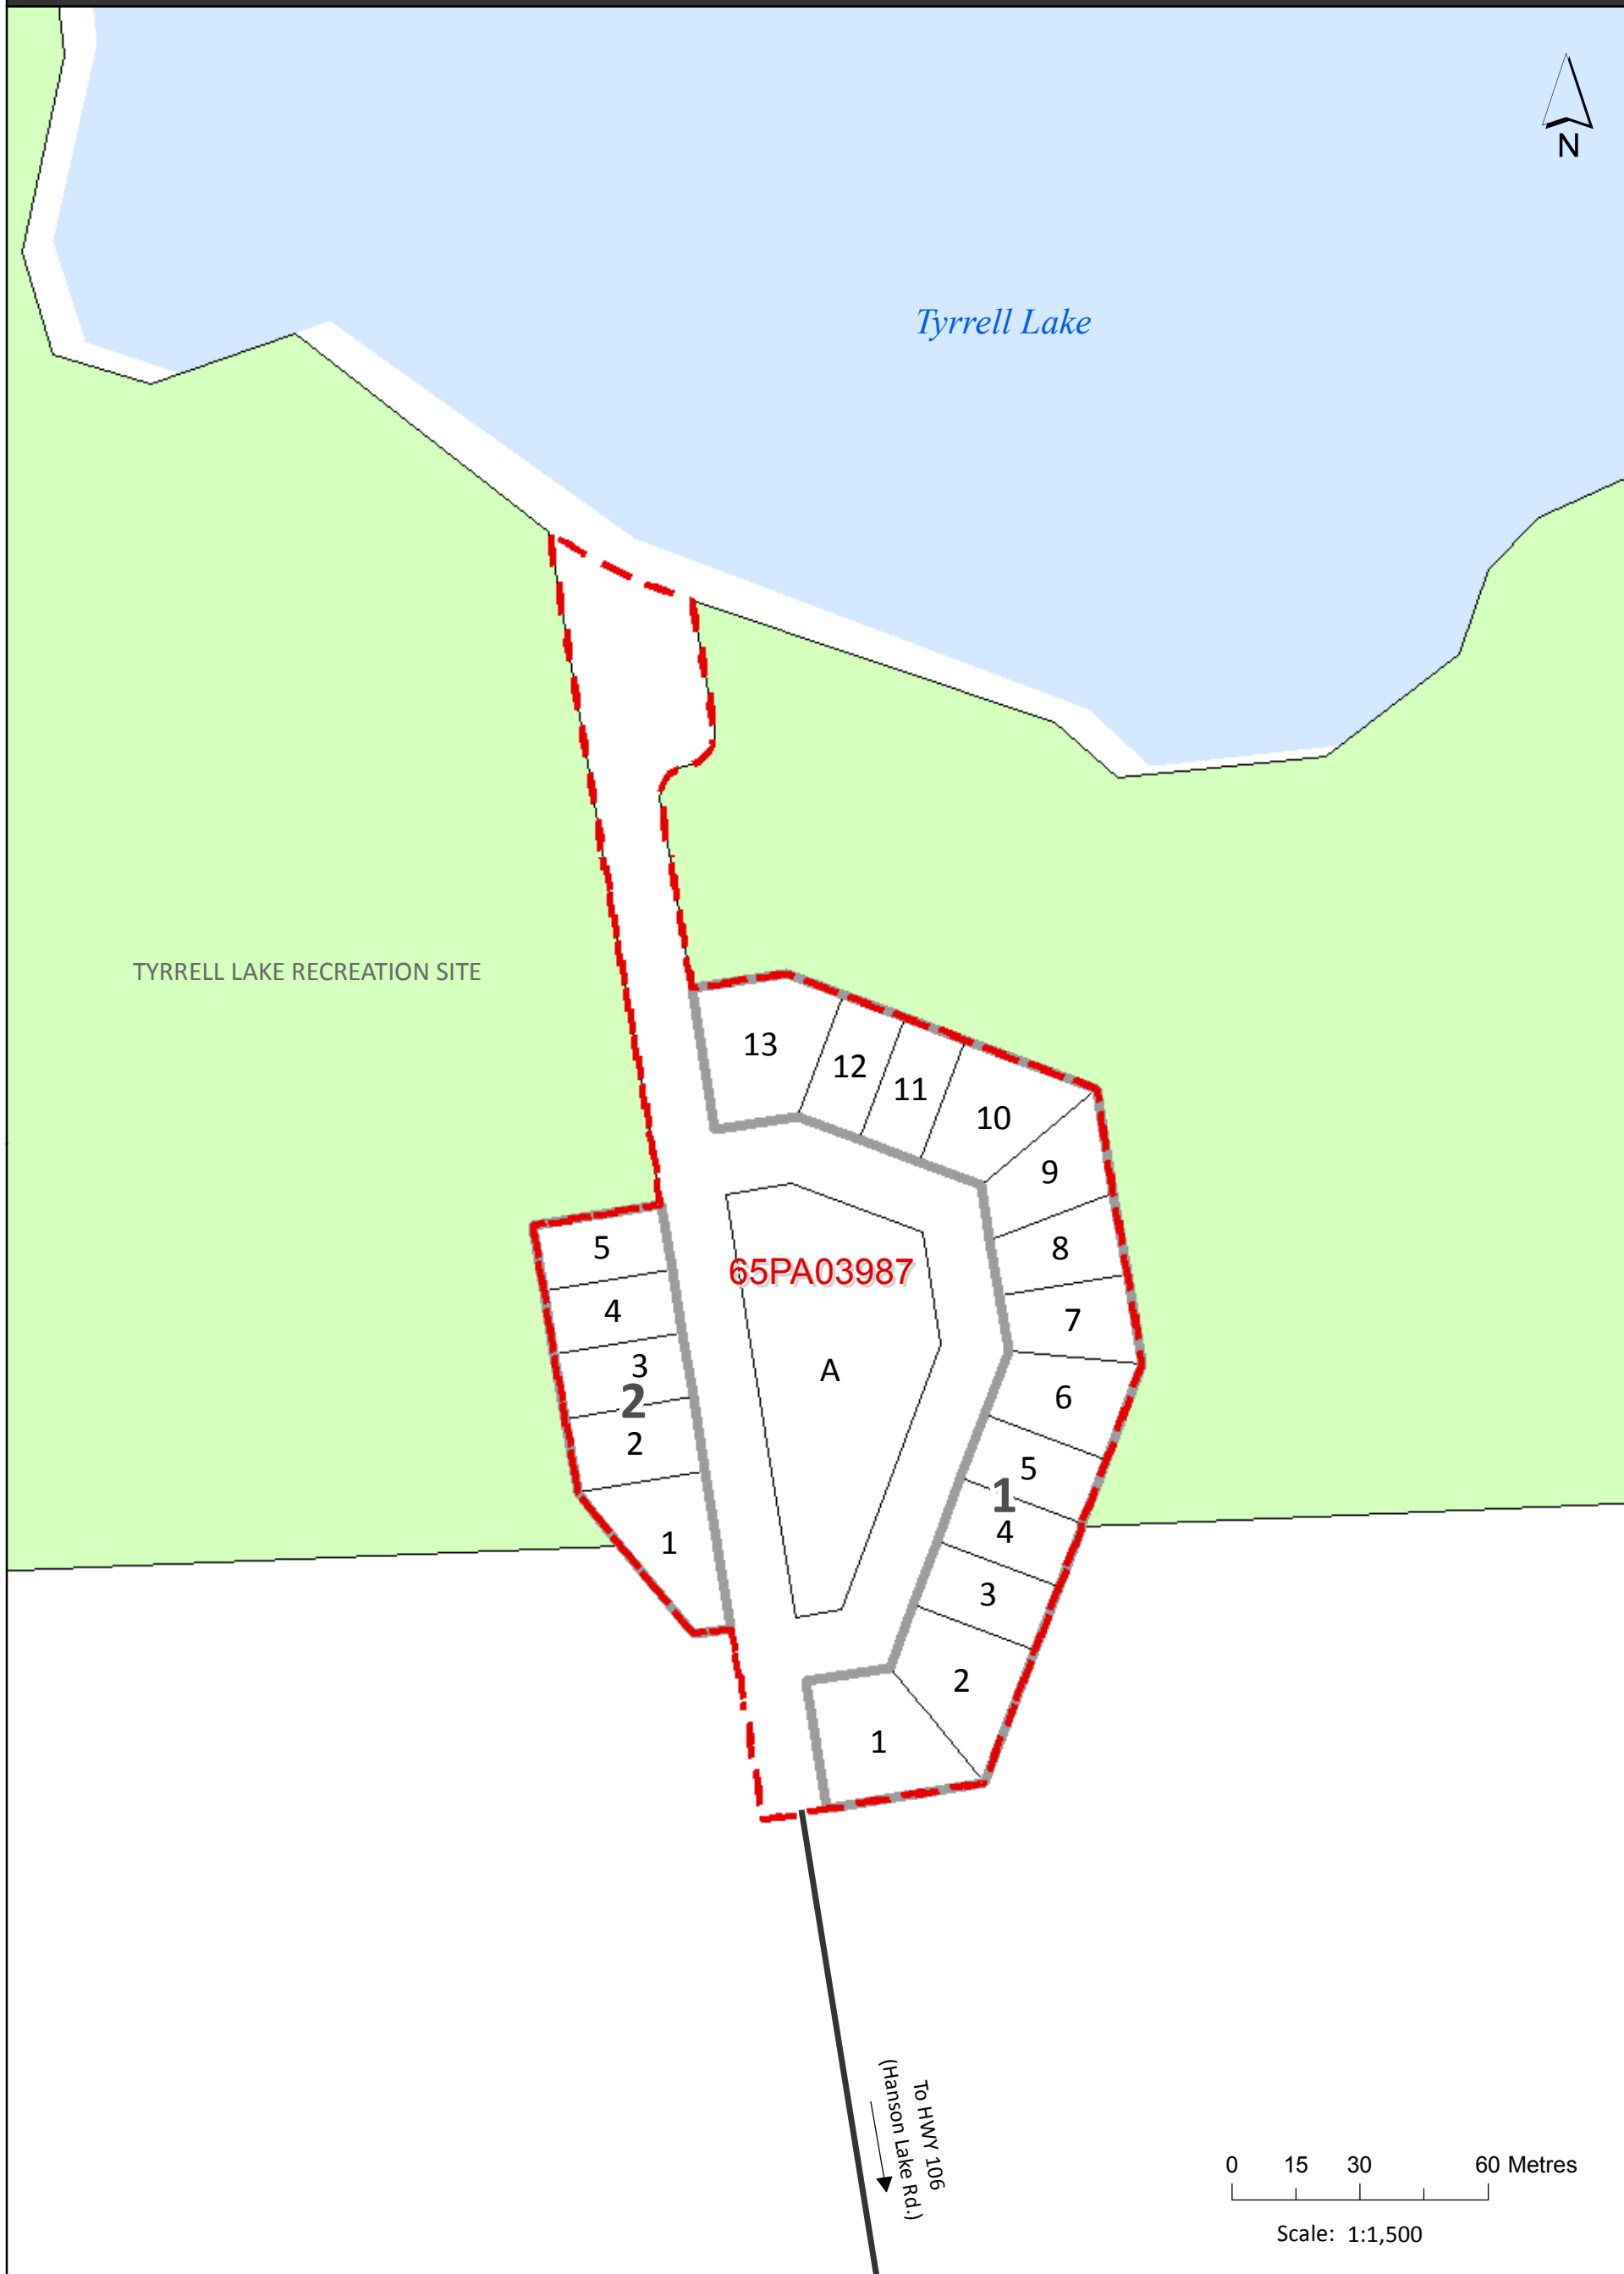 N
Tyrrell Lake
TYRRELL LAKE RECREATION SITE
13
12
11
10
9
8
7
6
5
1
4
3
2
1
5
4
3
2
2
1
65PA03987
A
To HWY 106
(Hanson Lake Rd.)
0 15 30 60 Metres
Scale: 1:1,500